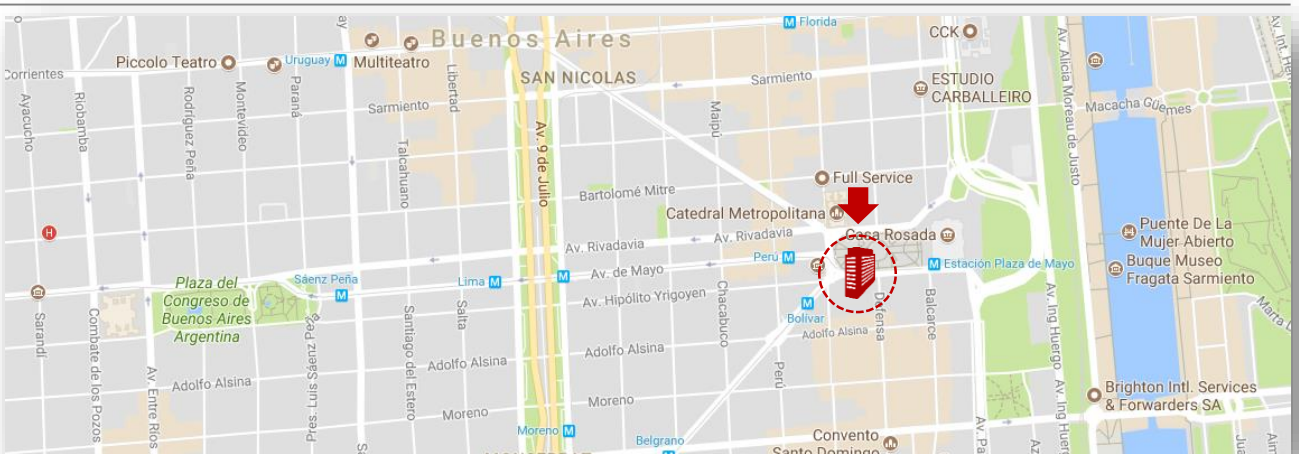 Florida
CCK
Buenos Aires
Piccolo Teatro
Uruguay
Multiteatro
Corrientes
Libertad
SAN NICOLAS
Sarmiento
ESTUDIO
CARBALLEIRO
Av. Alicia Moreau de Justo
Ayacucho
Riobamba
Rodríguez Peña
Montevideo
Paraná
Sarmiento
Av. 9 de Julio
Maipú
Macacha Güemes
Talcahuano
Full Service
Bartolomé Mitre
Catedral Metropolitana
Casa Rosada
Puente De La
Mujer Abierto
Av. Rivadavia
Av. Rivadavia
Perú
Estación Plaza de Mayo
Buque Museo
Fragata Sarmiento
Plaza del
Congreso de
Buenos Aires
Argentina
Sáenz Peña
Lima
Av. de Mayo
Av. Hipólito Yrigoyen
Chacabuco
Bolívar
Defensa
Balcarce
Av. Ing Huergo
Sarandí
Combate de los Pozos
Av. Entre Ríos
Pres. Luis Sáenz Peña
Santiago del Estero
Salta
Adolfo Alsina
Adolfo Alsina
Adolfo Alsina
Adolfo Alsina
Perú
Moreno
Moreno
Brighton Intl. Services
& Forwarders SA
Moreno
Belgrano
Convento
Santo Domingo